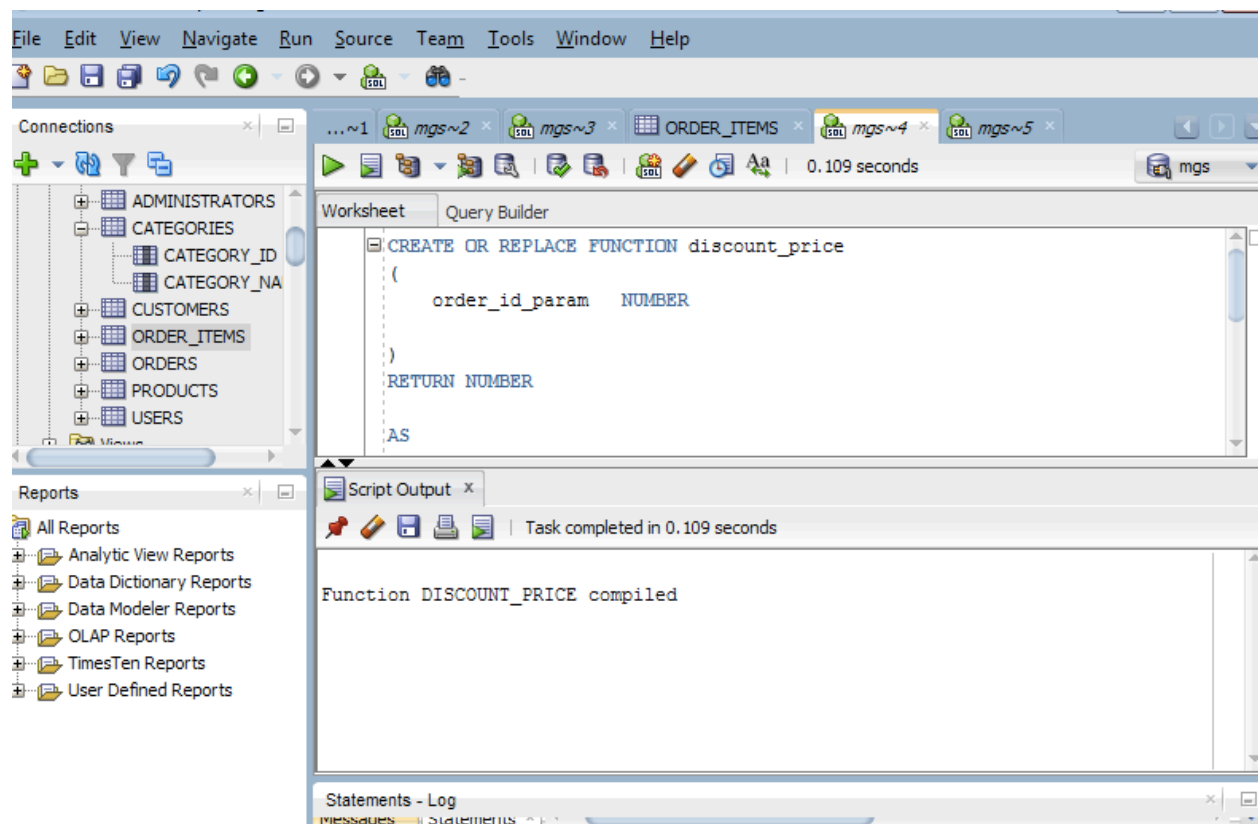 File Edit View Navigate Run Source Team Tools Window Help
Connections
ADMINISTRATORS
CATEGORIES
CATEGORY_ID
CATEGORY_NA
CUSTOMERS
ORDER_ITEMS
ORDERS
PRODUCTS
USERS
Views
Reports
All Reports
Analytic View Reports
Data Dictionary Reports
Data Modeler Reports
OLAP Reports
TimesTen Reports
User Defined Reports
...~1 mgs~2 mgs~3 ORDER_ITEMS mgs~4 mgs~5
0.109 seconds mgs
Worksheet Query Builder
CREATE OR REPLACE FUNCTION discount_price
(
order_id_param NUMBER
)
RETURN NUMBER
AS
Script Output
Task completed in 0.109 seconds
Function DISCOUNT_PRICE compiled
Statements - Log
Messages Statements